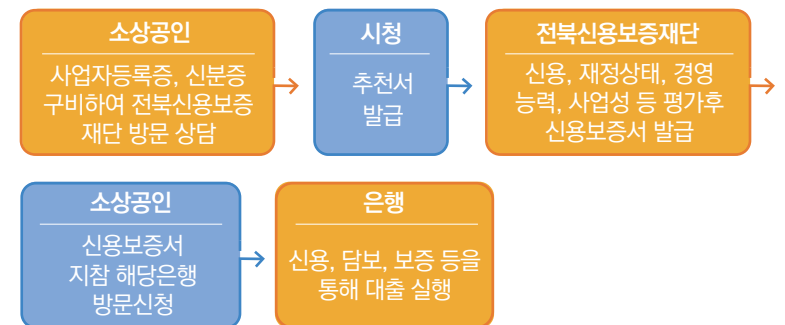 소상공인
사업자등록증, 신분증
구비하여 전북신용보증
재단 방문 상담
시청
추천서
발급
전북신용보증재단
신용, 재정상태, 경영
능력, 사업성 등 평가후
신용보증서 발급
소상공인
신용보증서
지참 해당은행
방문신청
은행
신용, 담보, 보증 등을
통해 대출 실행